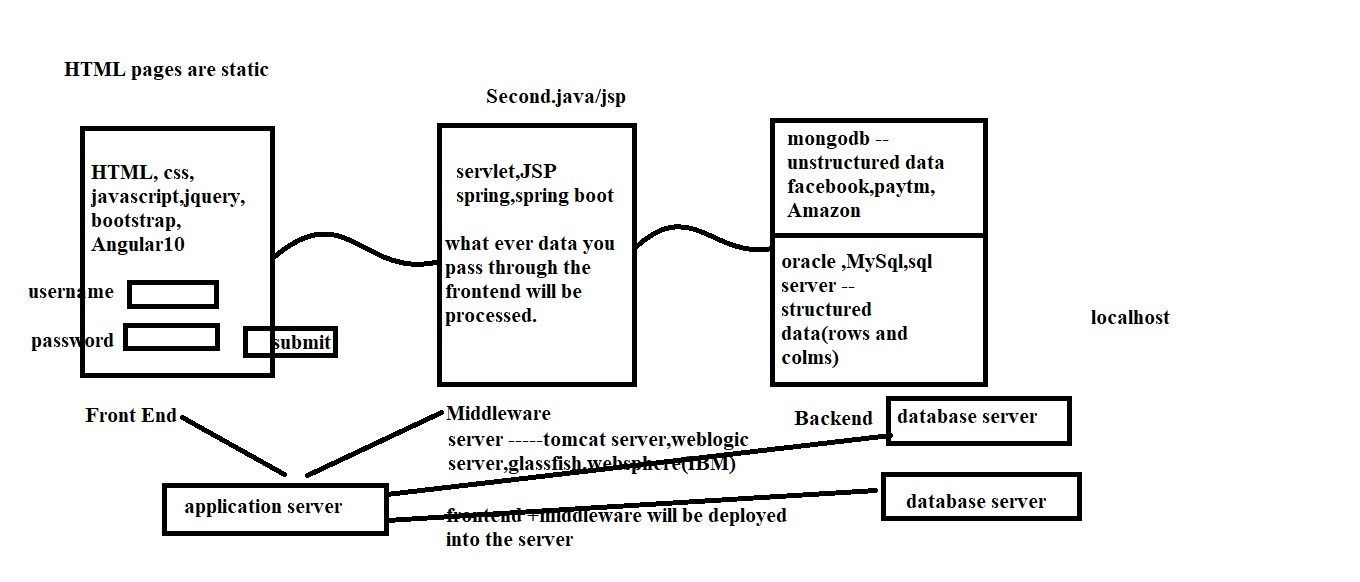 HTML pages are static
Second.java/jsp
HTML, css,
javascript,jquery,
bootstrap,
Angular10
username
password
submit
servlet,JSP
spring,spring boot
what ever data you
pass through the
frontend will be
processed.
mongodb --
unstructured data
facebook,paytm,
Amazon
oracle ,MySql,sql
server --
structured
data(rows and
colms)
localhost
Front End
Middleware
server -----tomcat server,weblogic
server,glassfish,websphere(IBM)
Backend
database server
application server
frontend +middleware will be deployed
into the server
database server